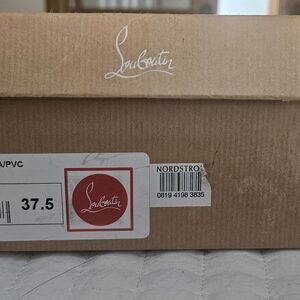 Louboutin
A/PVC
37.5
Louboutin
NORDSTRO
0819 4198 3835